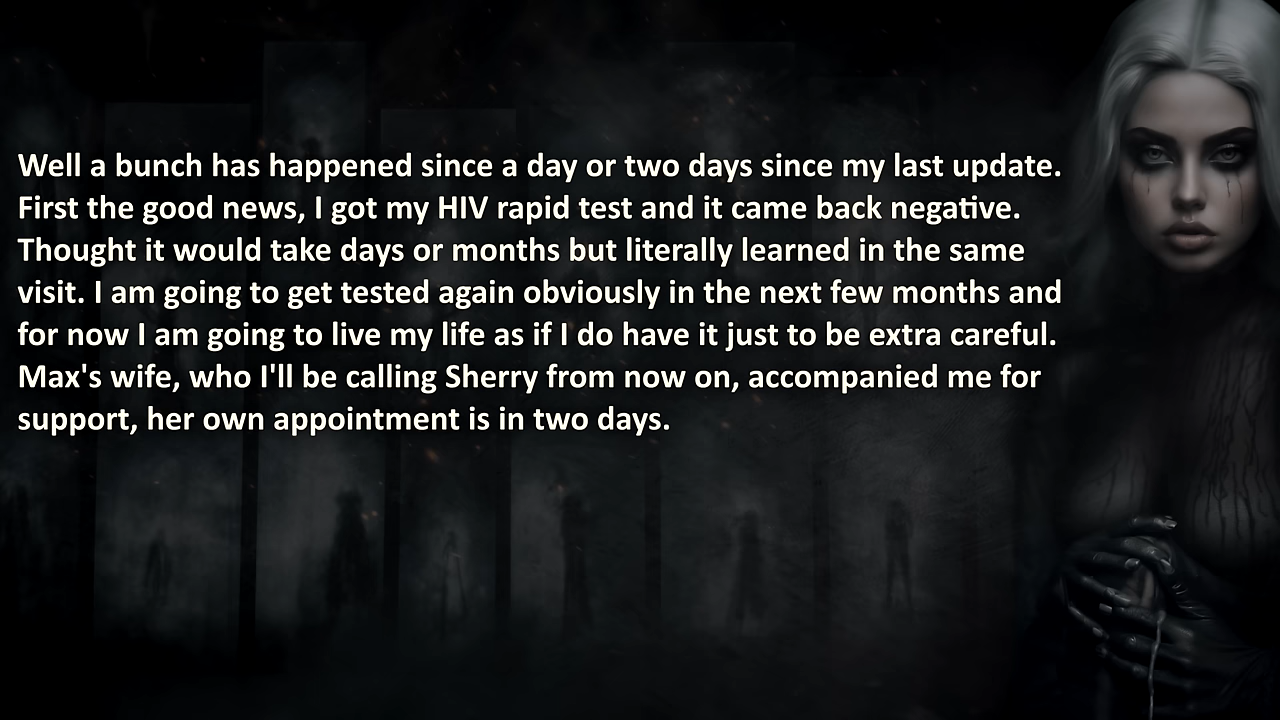 Well a bunch has happened since a day or two days since my last update.
First the good news, I got my HIV rapid test and it came back negative.
Thought it would take days or months but literally learned in the same
visit. I am going to get tested again obviously in the next few months and
for now I am going to live my life as if I do have it just to be extra careful.
Max's wife, who I'll be calling Sherry from now on, accompanied me for
support, her own appointment is in two days.